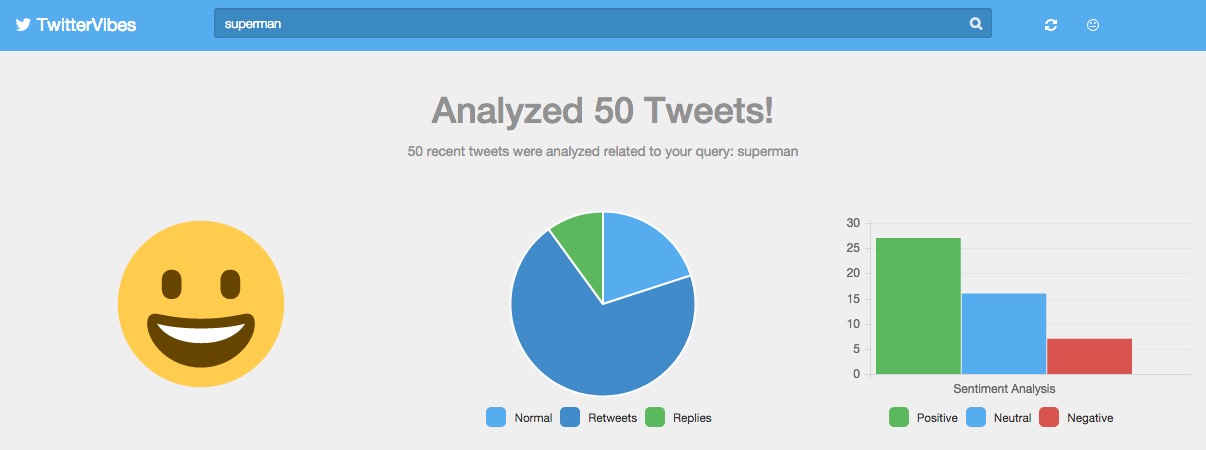 TwitterVibes
superman
Analyzed 50 Tweets!
50 recent tweets were analyzed related to your query: superman
Normal Retweets Replies
30
25
20
15
10
5
0
Sentiment Analysis
Positive Neutral Negative